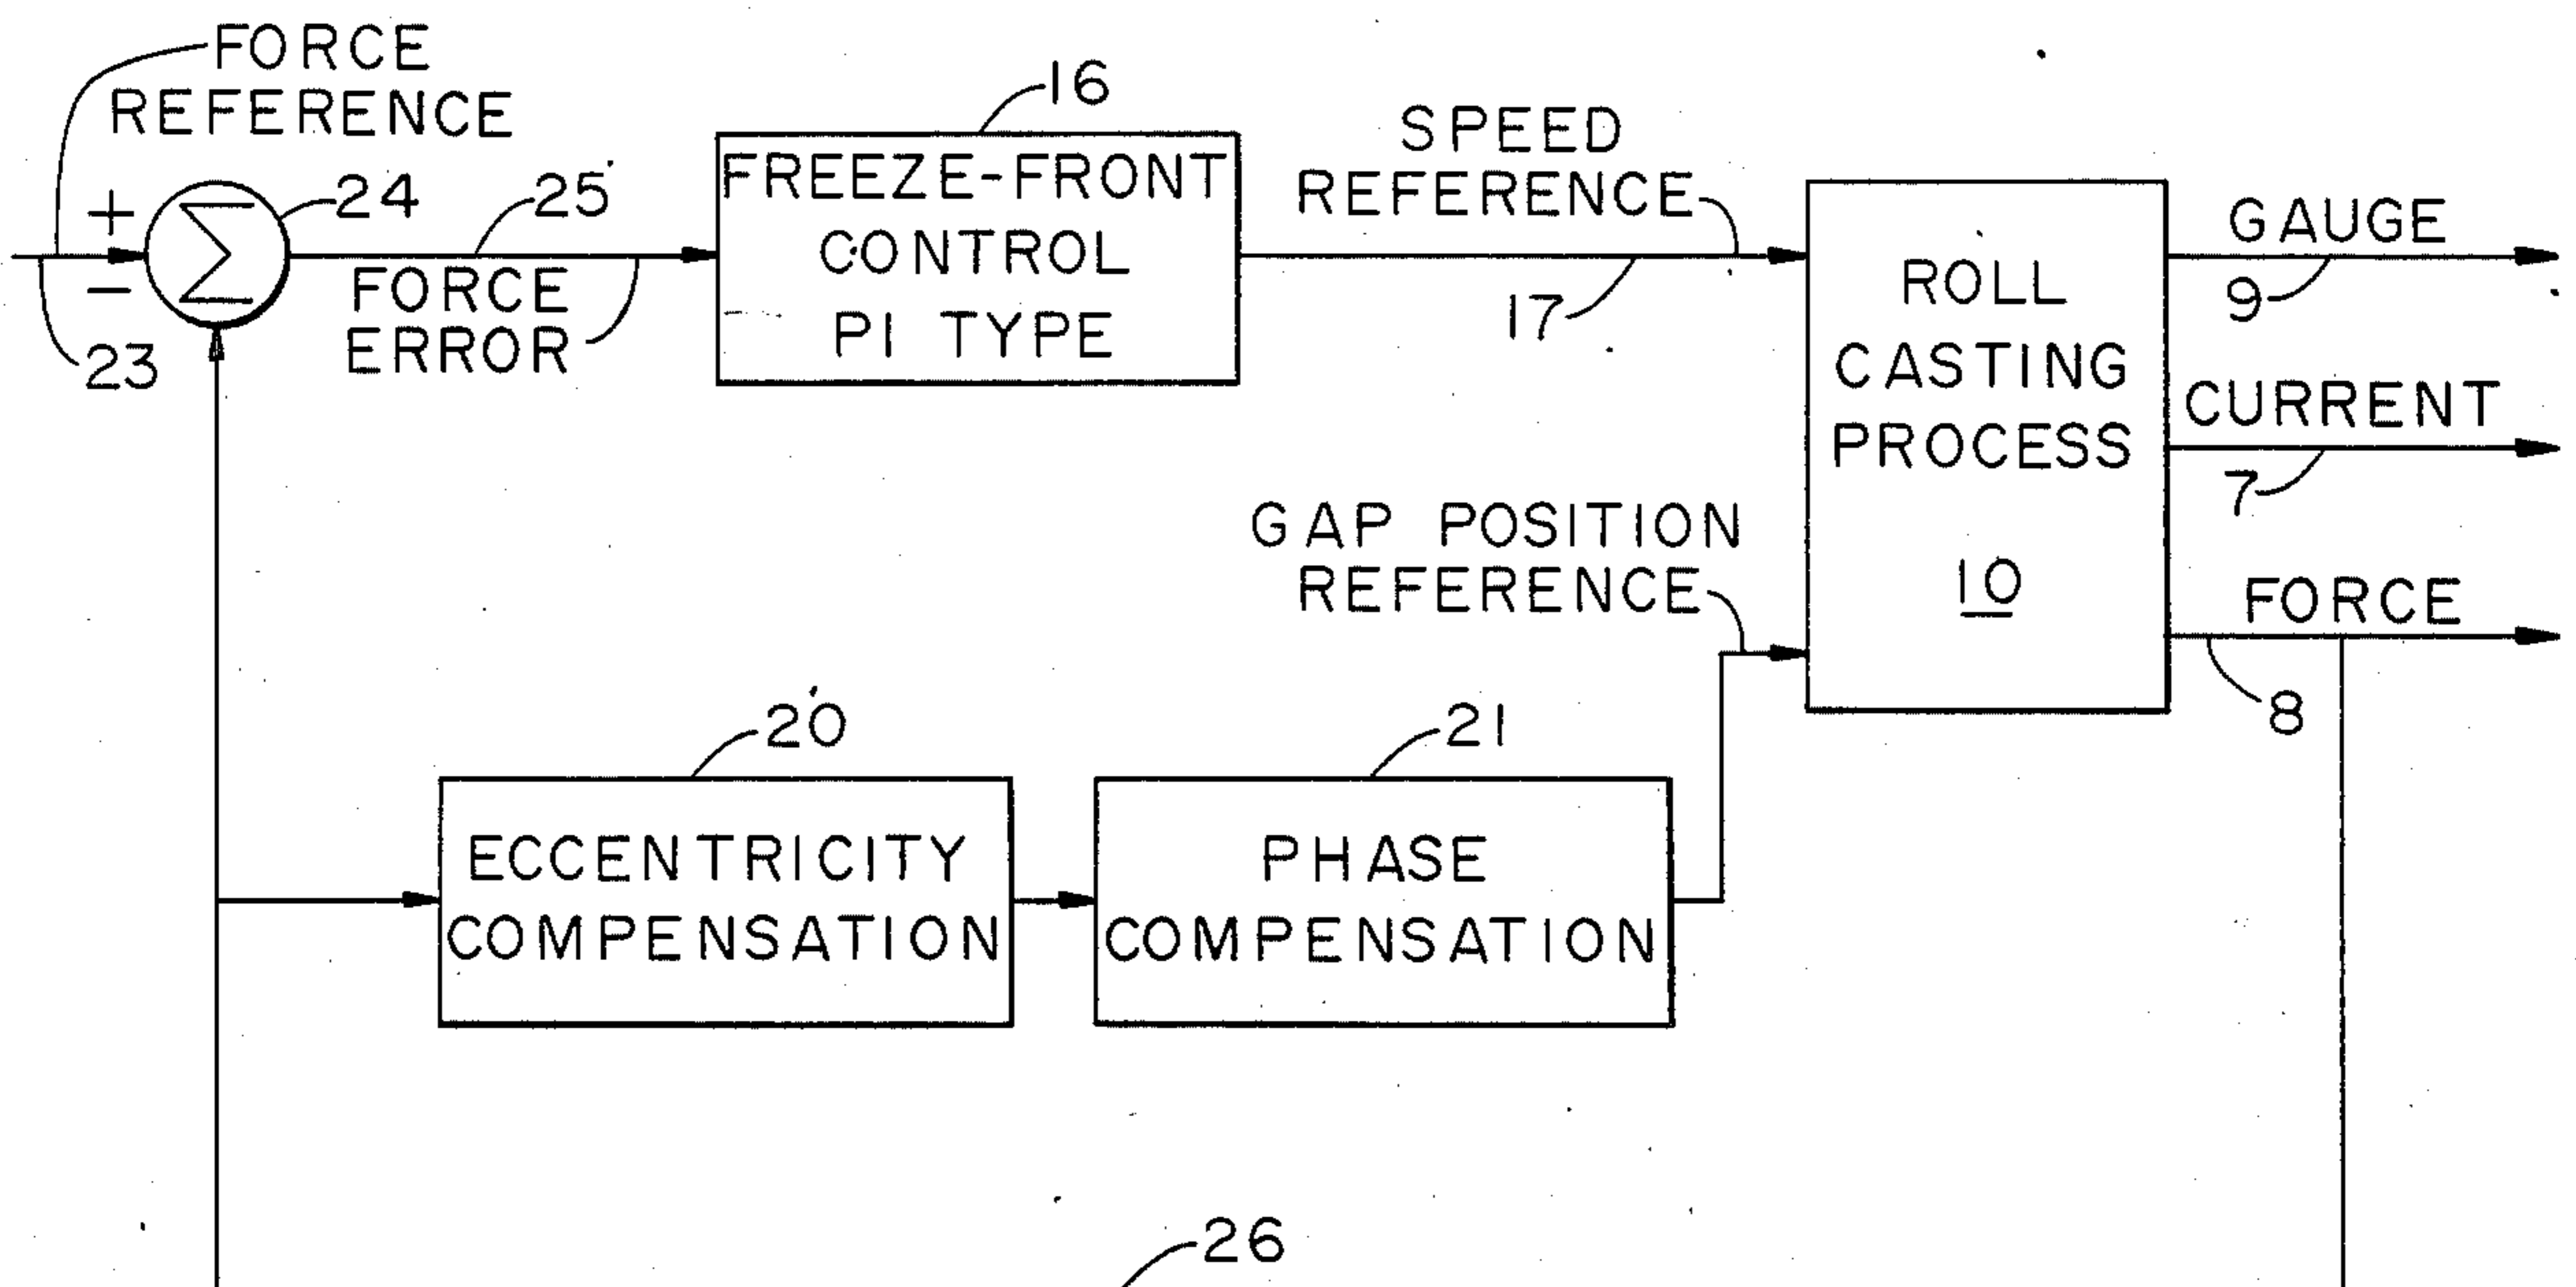 FORCE
REFERENCE
+
−
Σ
24
23
25
FORCE
ERROR
16
FREEZE-FRONT
CONTROL
PI TYPE
SPEED
REFERENCE
17
ROLL
CASTING
PROCESS
10
GAUGE
9
CURRENT
7
FORCE
8
GAP POSITION
REFERENCE
20
ECCENTRICITY
COMPENSATION
21
PHASE
COMPENSATION
26